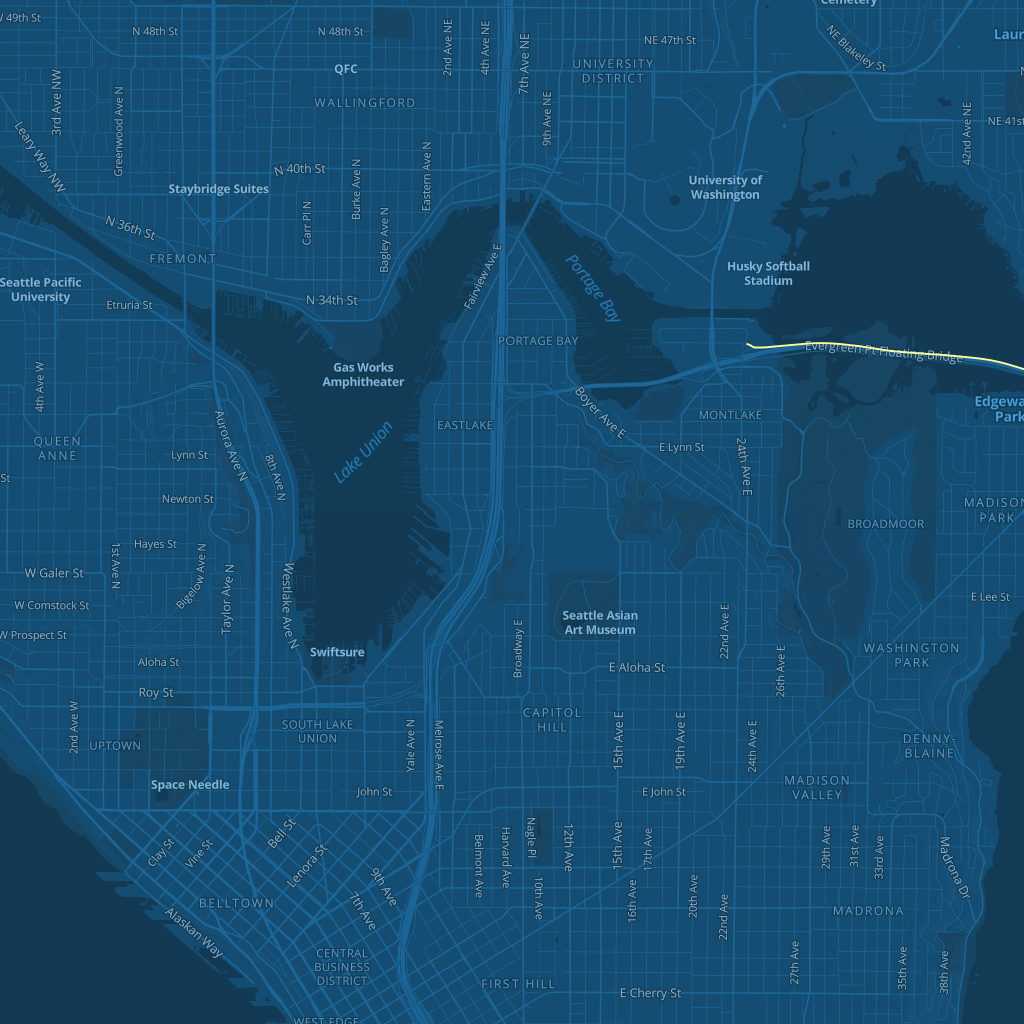 Cemetery
W 49th St
N 48th St
N 48th St
2nd Ave NE
4th Ave NE
7th Ave NE
NE 47th St
NE Blakeley St
Laur
QFC
UNIVERSITY
DISTRICT
3rd Ave NW
Greenwood Ave N
WALLINGFORD
9th Ave NE
42nd Ave NE
NE 41st
Leary Way NW
N 40th St
Burke Ave N
Eastern Ave N
Staybridge Suites
University of
Washington
Carr Pl N
Bagley Ave N
N 36th St
FREMONT
Fairview Ave E
Portage Bay
Husky Softball
Stadium
Seattle Pacific
University
Etruria St
N 34th St
PORTAGE BAY
Evergreen Pt Floating Bridge
4th Ave W
Gas Works
Amphitheater
Edgewa
Park
Boyer Ave E
MONTLAKE
EASTLAKE
Aurora Ave N
Lake Union
QUEEN
ANNE
Lynn St
8th Ave N
E Lynn St
24th Ave E
St
Newton St
MADISON
PARK
BROADMOOR
Hayes St
1st Ave N
Bigelow Ave N
Taylor Ave N
Westlake Ave N
W Galer St
W Comstock St
E Lee St
Seattle Asian
Art Museum
Broadway E
22nd Ave E
W Prospect St
Swiftsure
WASHINGTON
PARK
Aloha St
E Aloha St
26th Ave E
Roy St
2nd Ave W
SOUTH LAKE
UNION
CAPITOL
HILL
Yale Ave N
Melrose Ave E
15th Ave E
19th Ave E
24th Ave E
DENNY-
BLAINE
UPTOWN
Space Needle
John St
E John St
MADISON
VALLEY
Clay St
Vine St
Bell St
Lenora St
Belmont Ave
Harvard Ave
Nagle Pl
12th Ave
15th Ave
17th Ave
29th Ave
31st Ave
33rd Ave
Madrona Dr
9th Ave
7th Ave
10th Ave
16th Ave
20th Ave
22nd Ave
BELLTOWN
MADRONA
Alaskan Way
CENTRAL
BUSINESS
DISTRICT
27th Ave
35th Ave
38th Ave
FIRST HILL
E Cherry St
WEST EDGE